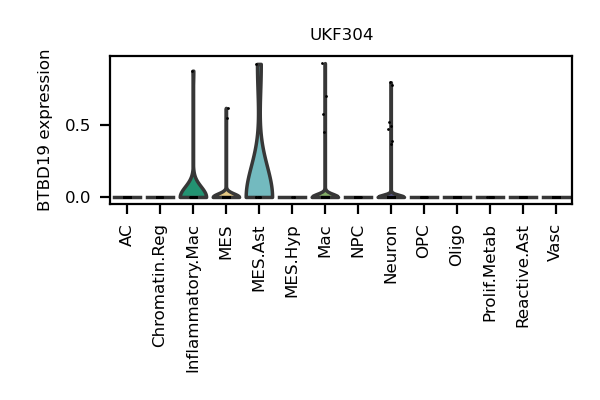 UKF304
BTBD19 expression
0.5
0.0
AC
Chromatin.Reg
Inflammatory.Mac
MES
MES.Ast
MES.Hyp
Mac
NPC
Neuron
OPC
Oligo
Prolif.Metab
Reactive.Ast
Vasc